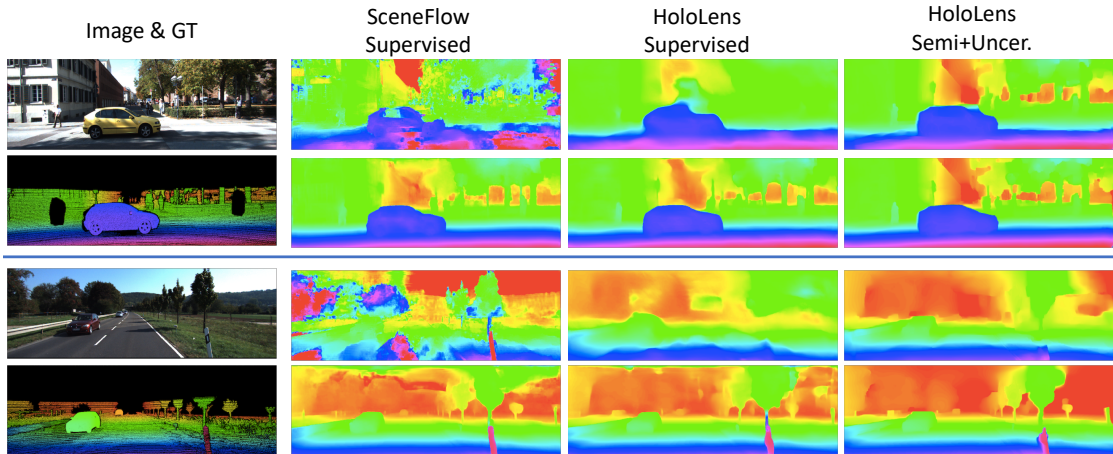 Image & GT
SceneFlow
Supervised
HoloLens
Supervised
HoloLens
Semi+Uncer.